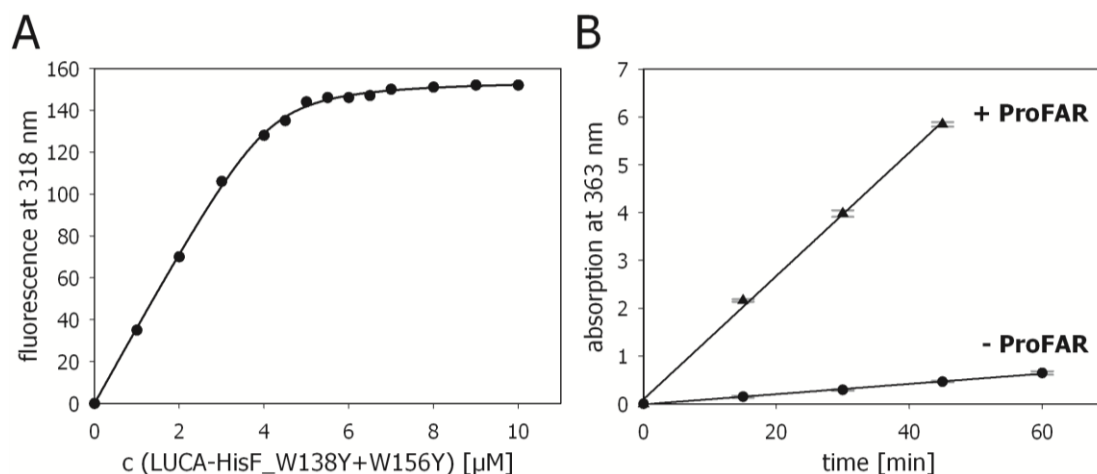 A
fluorescence at 318 nm
160
140
120
100
80
60
40
20
0
0 2 4 6 8 10
c (LUCA-HisF_W138Y+W156Y) [µM]
B
absorption at 363 nm
7
6
5
4
3
2
1
0
+ ProFAR
- ProFAR
0 20 40 60
time [min]